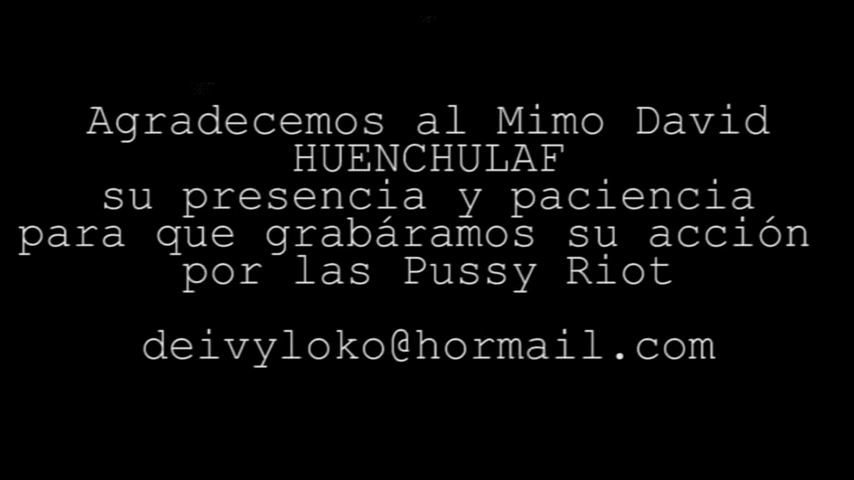 Agradecemos al Mimo David
HUENCHULAF
su presencia y paciencia
para que grabáramos su acción
por las Pussy Riot
deivyloko@hormail.com